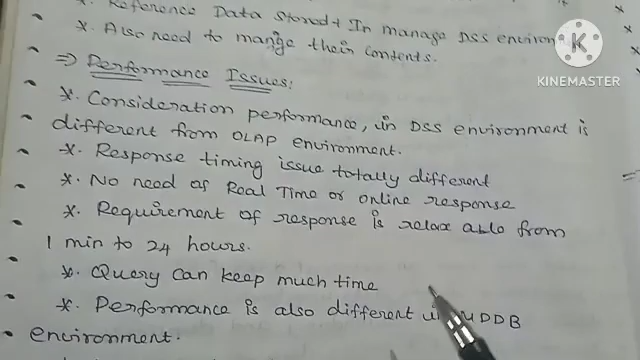 *. Reference Data Stored + In manage DSS environm
*. Also need to mange their contents.
=> Performance Issues:
*. Consideration performance, in DSS environment is
different from OLAP environment.
*. Response timing issue totally different
*. No need of Real Time or online response
*. Requirement of response is relax able from
1 min to 24 hours.
*. Query can keep much time
*. Performance is also different in MDDB
environment.
K
KINEMASTER